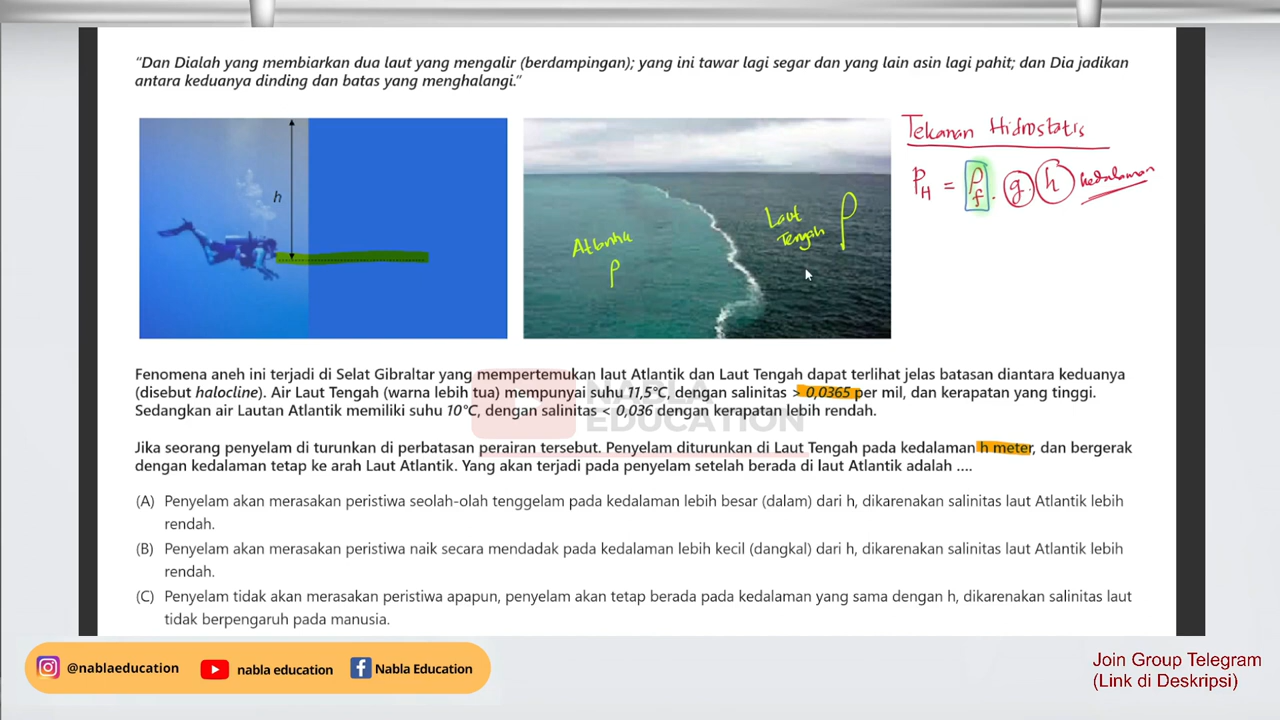 “Dan Dialah yang membiarkan dua laut yang mengalir (berdampingan); yang ini tawar lagi segar dan yang lain asin lagi pahit; dan Dia jadikan
antara keduanya dinding dan batas yang menghalangi.”
Tekanan Hidrostatis
P_H = ρ_f . g . h kedalaman
h
Atlantik ρ
Laut Tengah ρ
Fenomena aneh ini terjadi di Selat Gibraltar yang mempertemukan laut Atlantik dan Laut Tengah dapat terlihat jelas batasan diantara keduanya
(disebut halocline). Air Laut Tengah (warna lebih tua) mempunyai suhu 11,5°C, dengan salinitas > 0,0365 per mil, dan kerapatan yang tinggi.
Sedangkan air Lautan Atlantik memiliki suhu 10°C, dengan salinitas < 0,036 dengan kerapatan lebih rendah.
NABLA
EDUCATION
Jika seorang penyelam di turunkan di perbatasan perairan tersebut. Penyelam diturunkan di Laut Tengah pada kedalaman h meter, dan bergerak
dengan kedalaman tetap ke arah Laut Atlantik. Yang akan terjadi pada penyelam setelah berada di laut Atlantik adalah ....
(A) Penyelam akan merasakan peristiwa seolah-olah tenggelam pada kedalaman lebih besar (dalam) dari h, dikarenakan salinitas laut Atlantik lebih
rendah.
(B) Penyelam akan merasakan peristiwa naik secara mendadak pada kedalaman lebih kecil (dangkal) dari h, dikarenakan salinitas laut Atlantik lebih
rendah.
(C) Penyelam tidak akan merasakan peristiwa apapun, penyelam akan tetap berada pada kedalaman yang sama dengan h, dikarenakan salinitas laut
tidak berpengaruh pada manusia.
@nablaeducation
nabla education
Nabla Education
Join Group Telegram
(Link di Deskripsi)